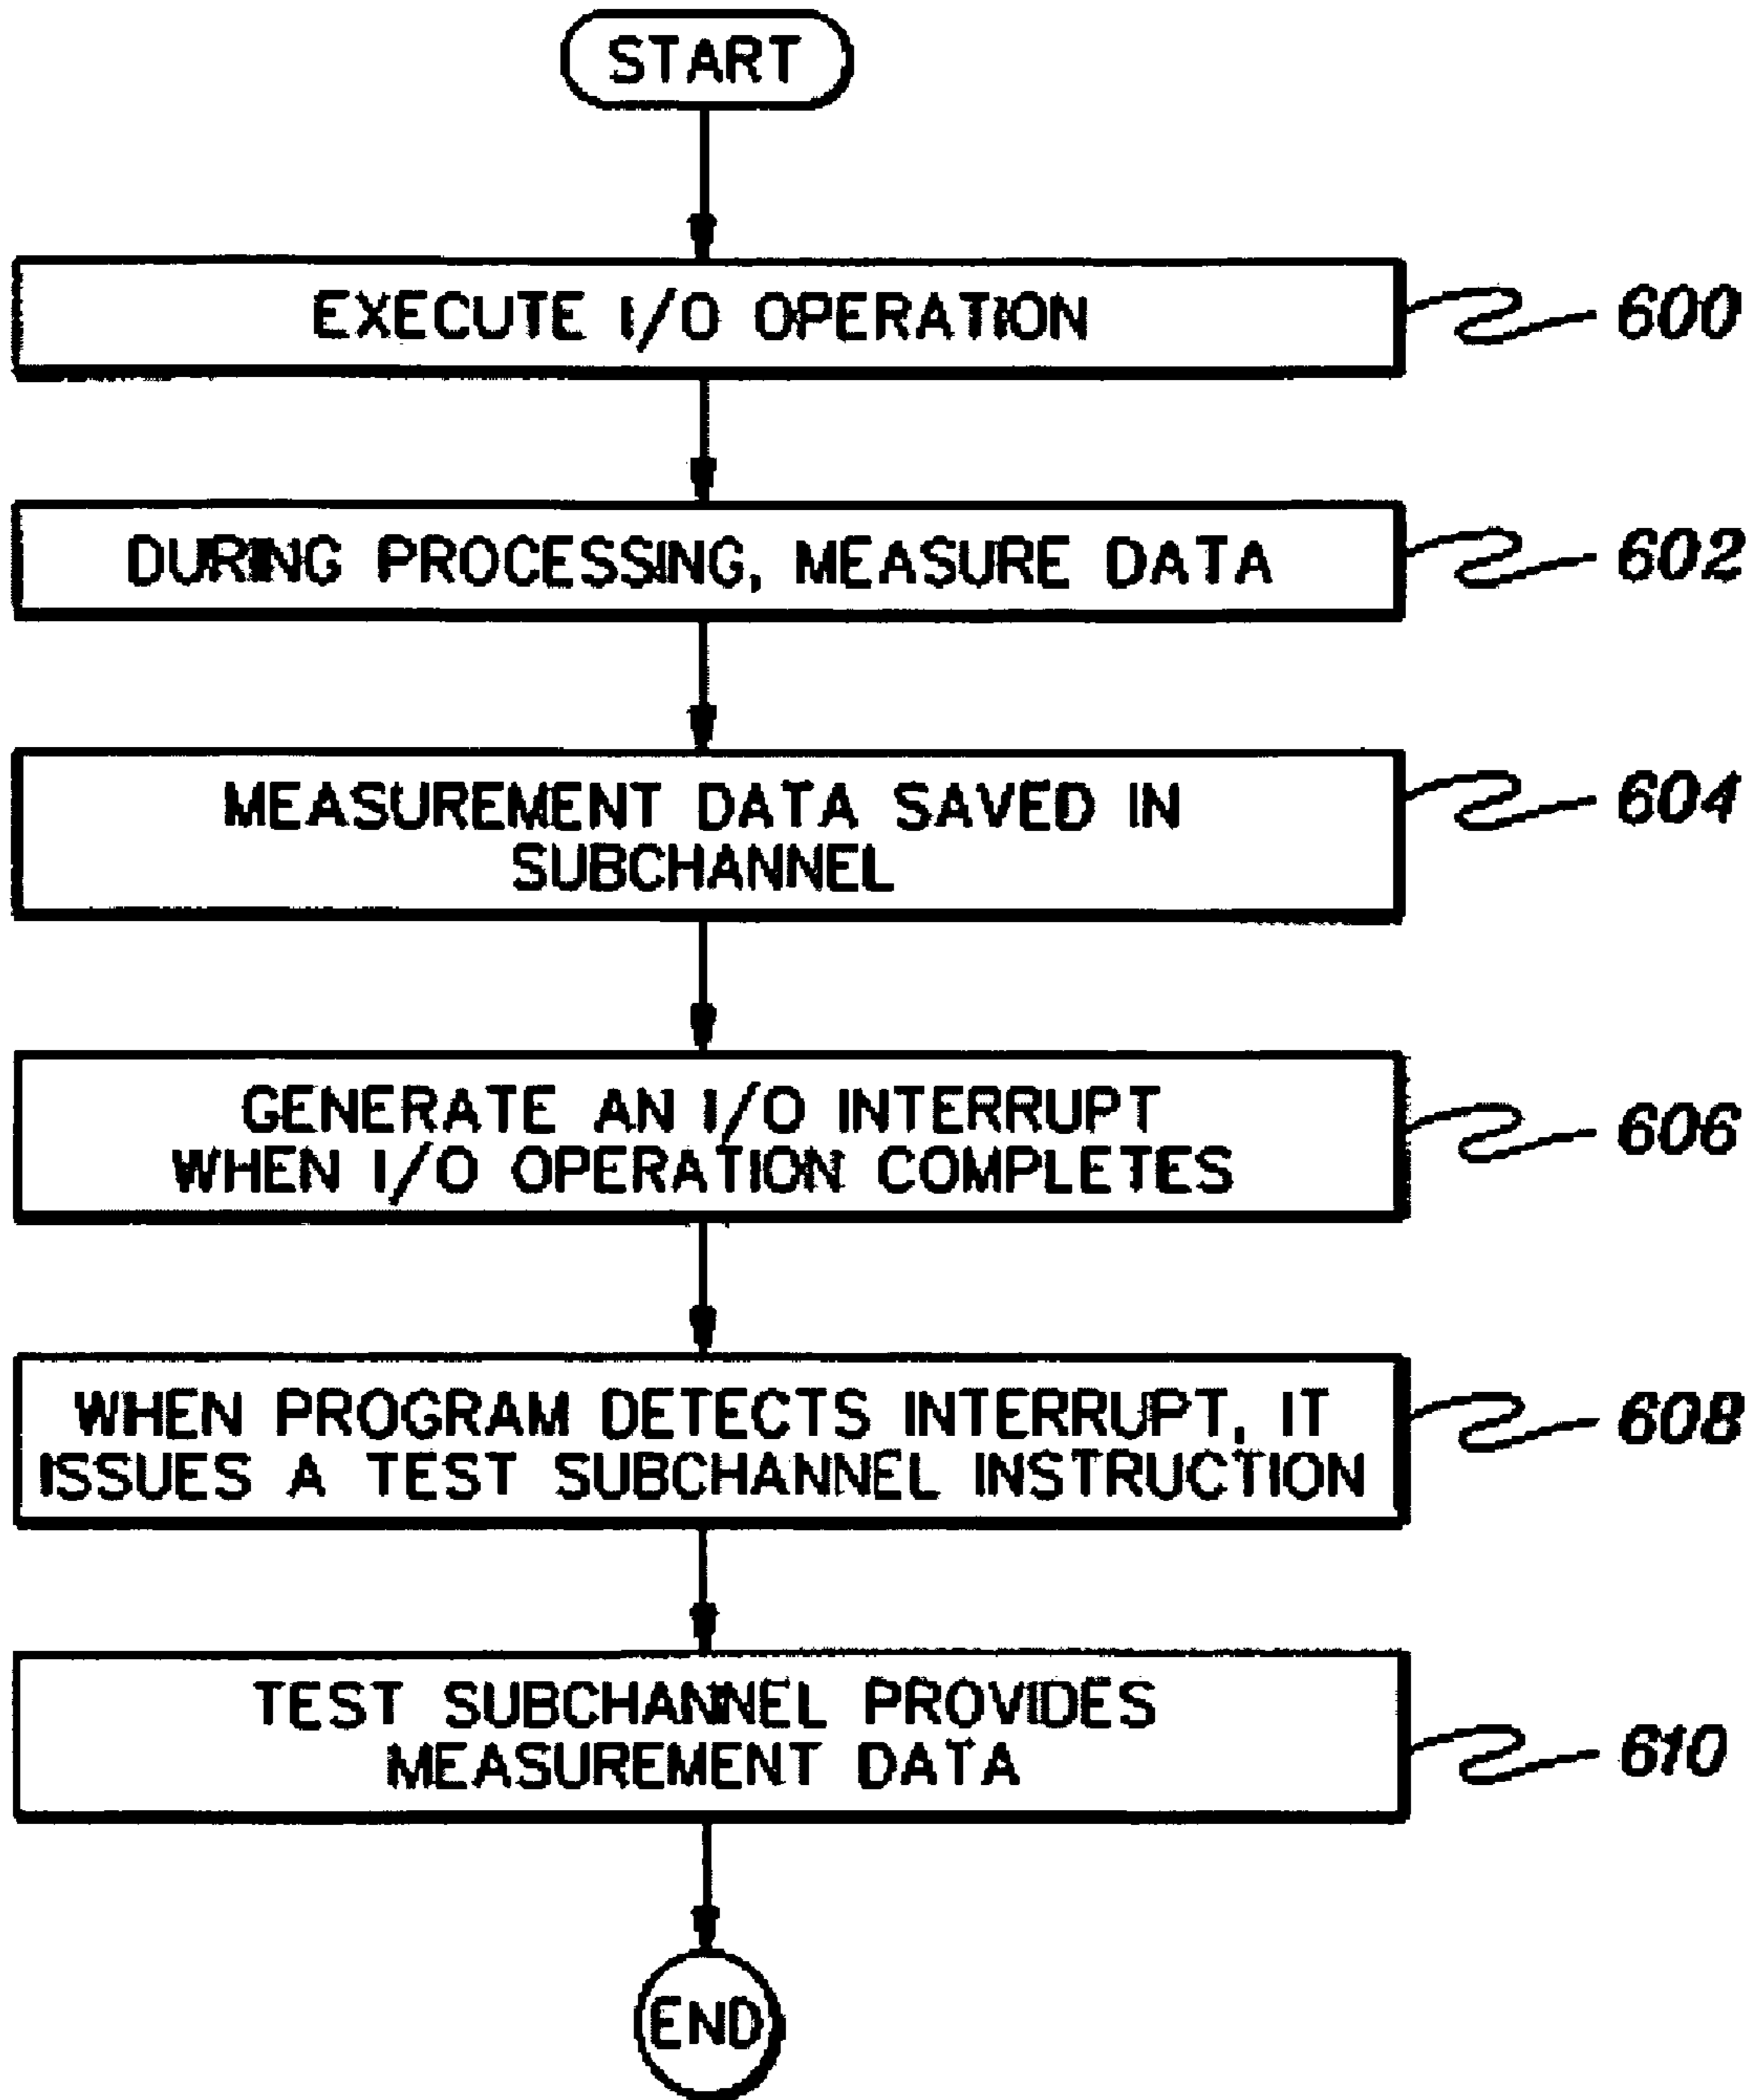 START
EXECUTE I/O OPERATION
600
DURING PROCESSING, MEASURE DATA
602
MEASUREMENT DATA SAVED IN
SUBCHANNEL
604
GENERATE AN I/O INTERRUPT
WHEN I/O OPERATION COMPLETES
606
WHEN PROGRAM DETECTS INTERRUPT, IT
ISSUES A TEST SUBCHANNEL INSTRUCTION
608
TEST SUBCHANNEL PROVIDES
MEASUREMENT DATA
610
END